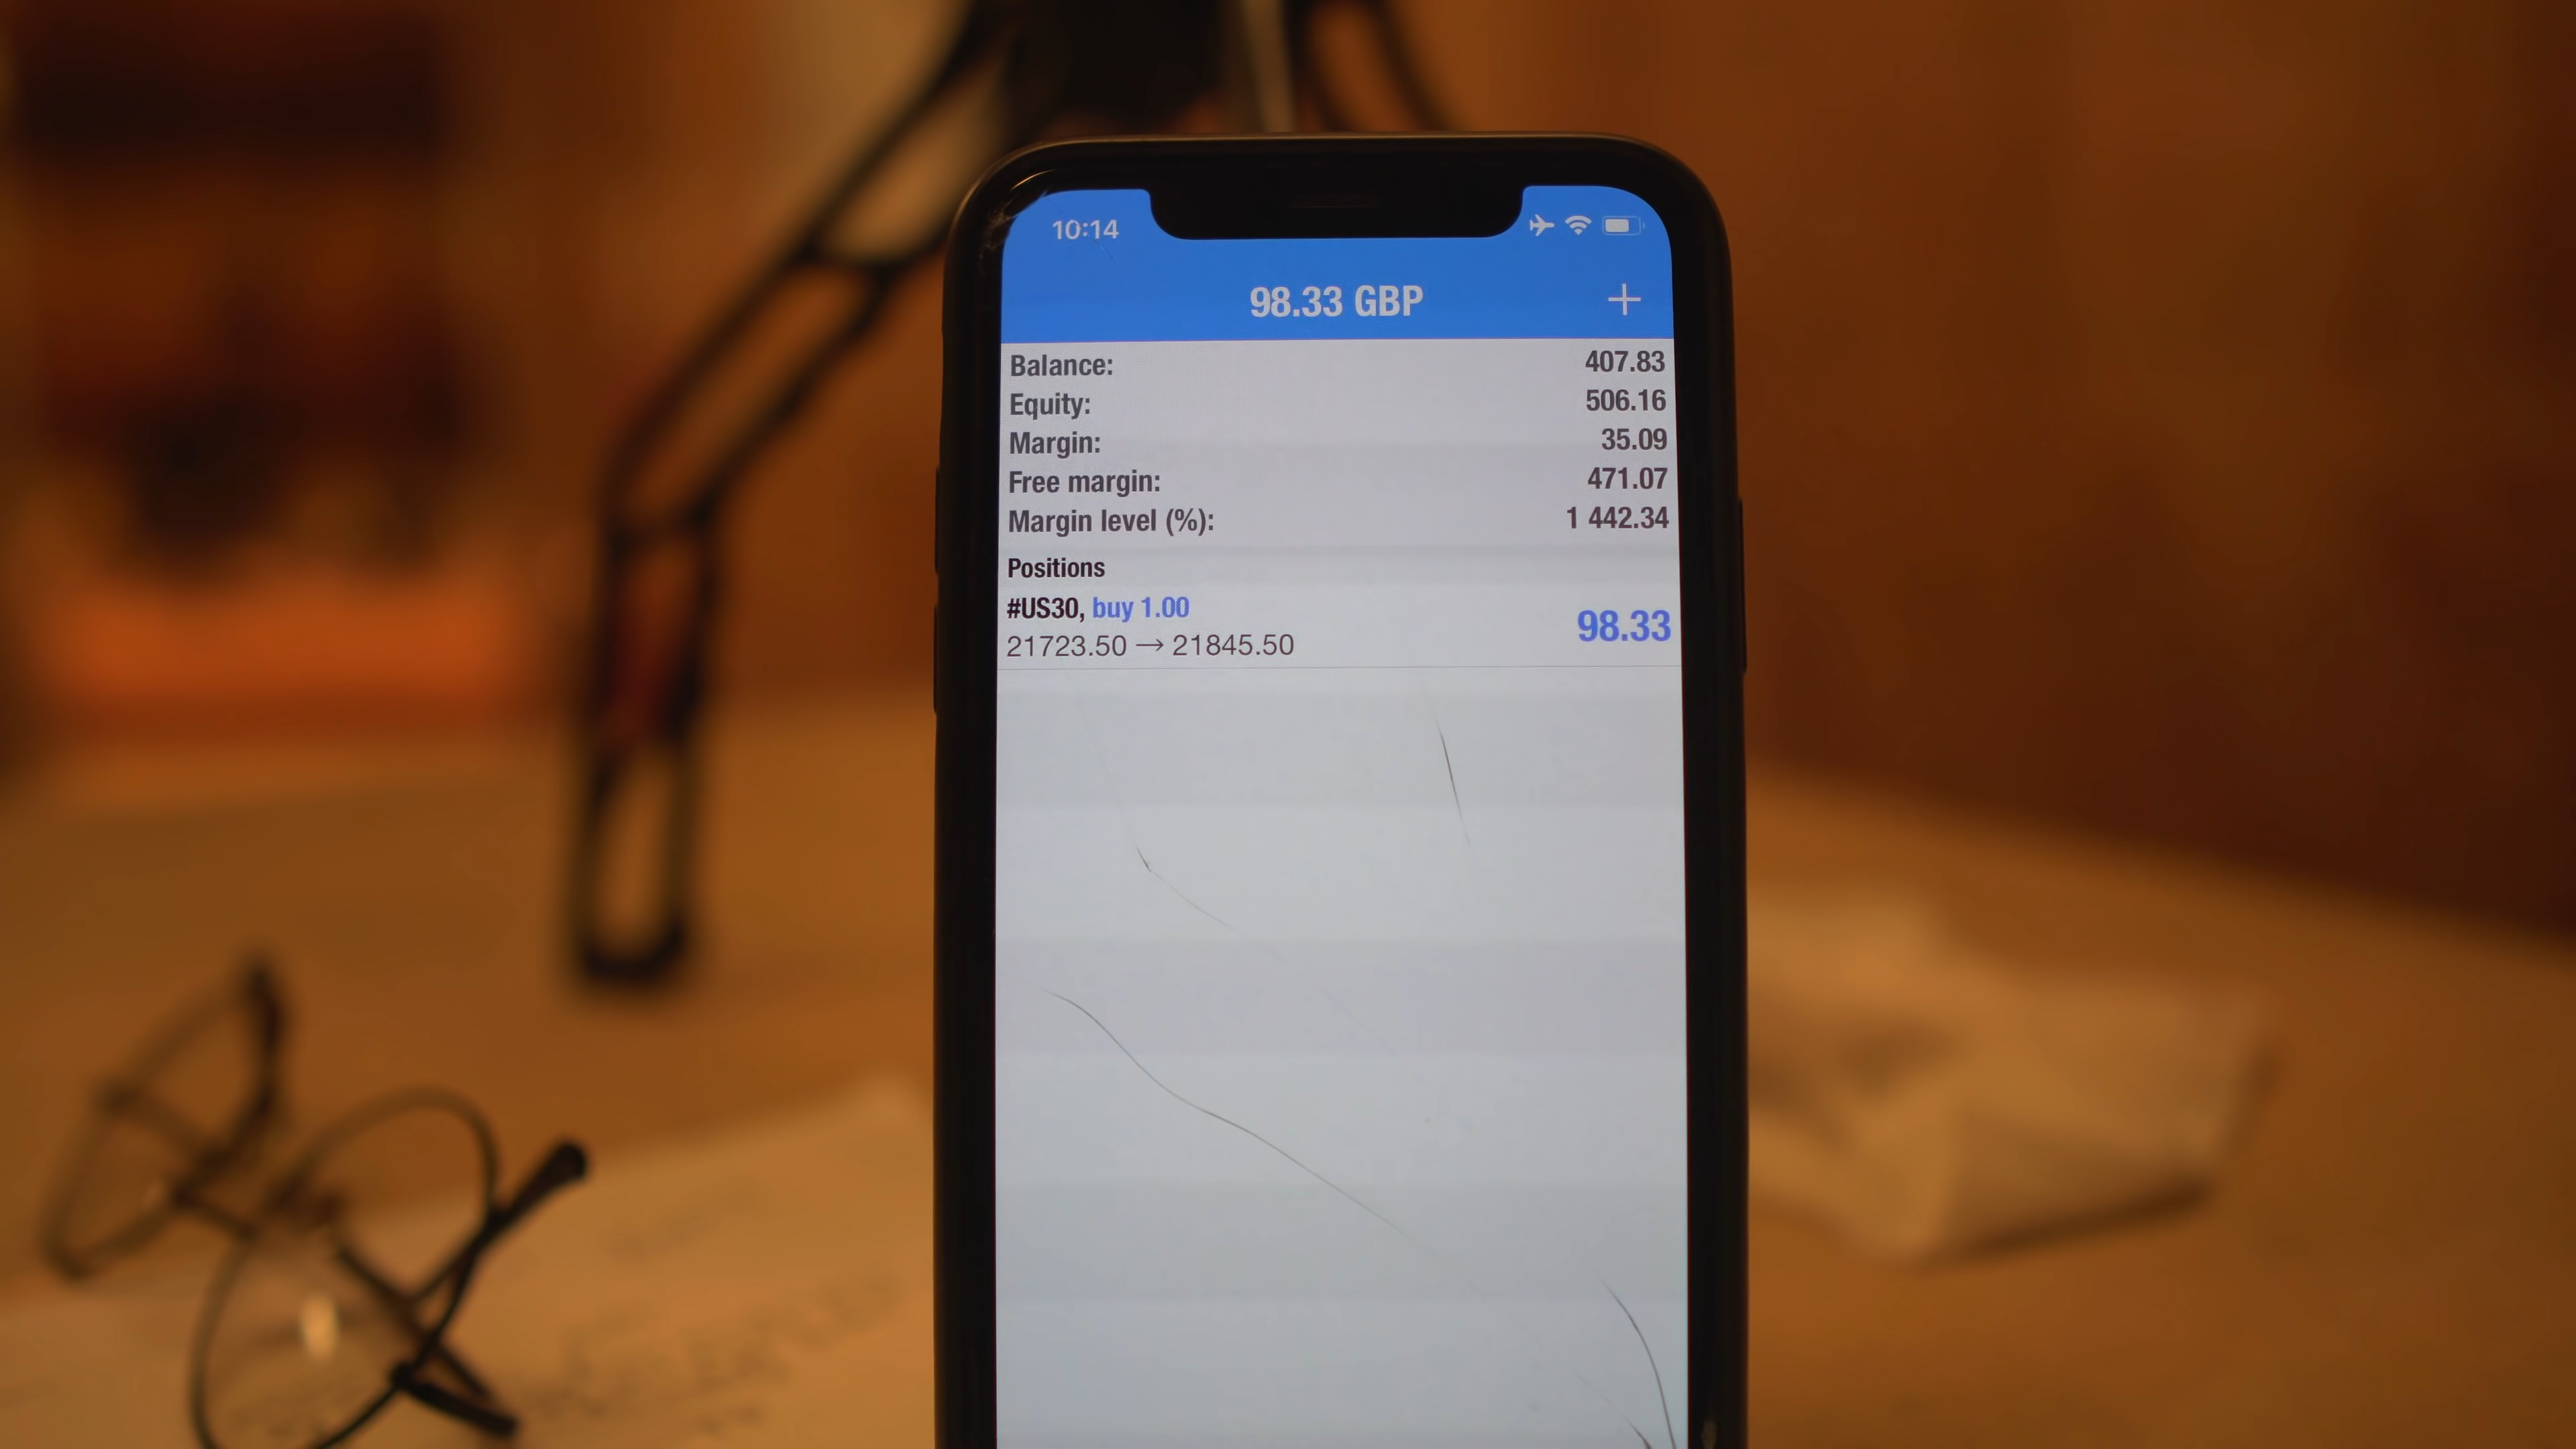 10:14
98.33 GBP +
Balance: 407.83
Equity: 506.16
Margin: 35.09
Free margin: 471.07
Margin level (%): 1 442.34
Positions
#US30, buy 1.00 98.33
21723.50 → 21845.50